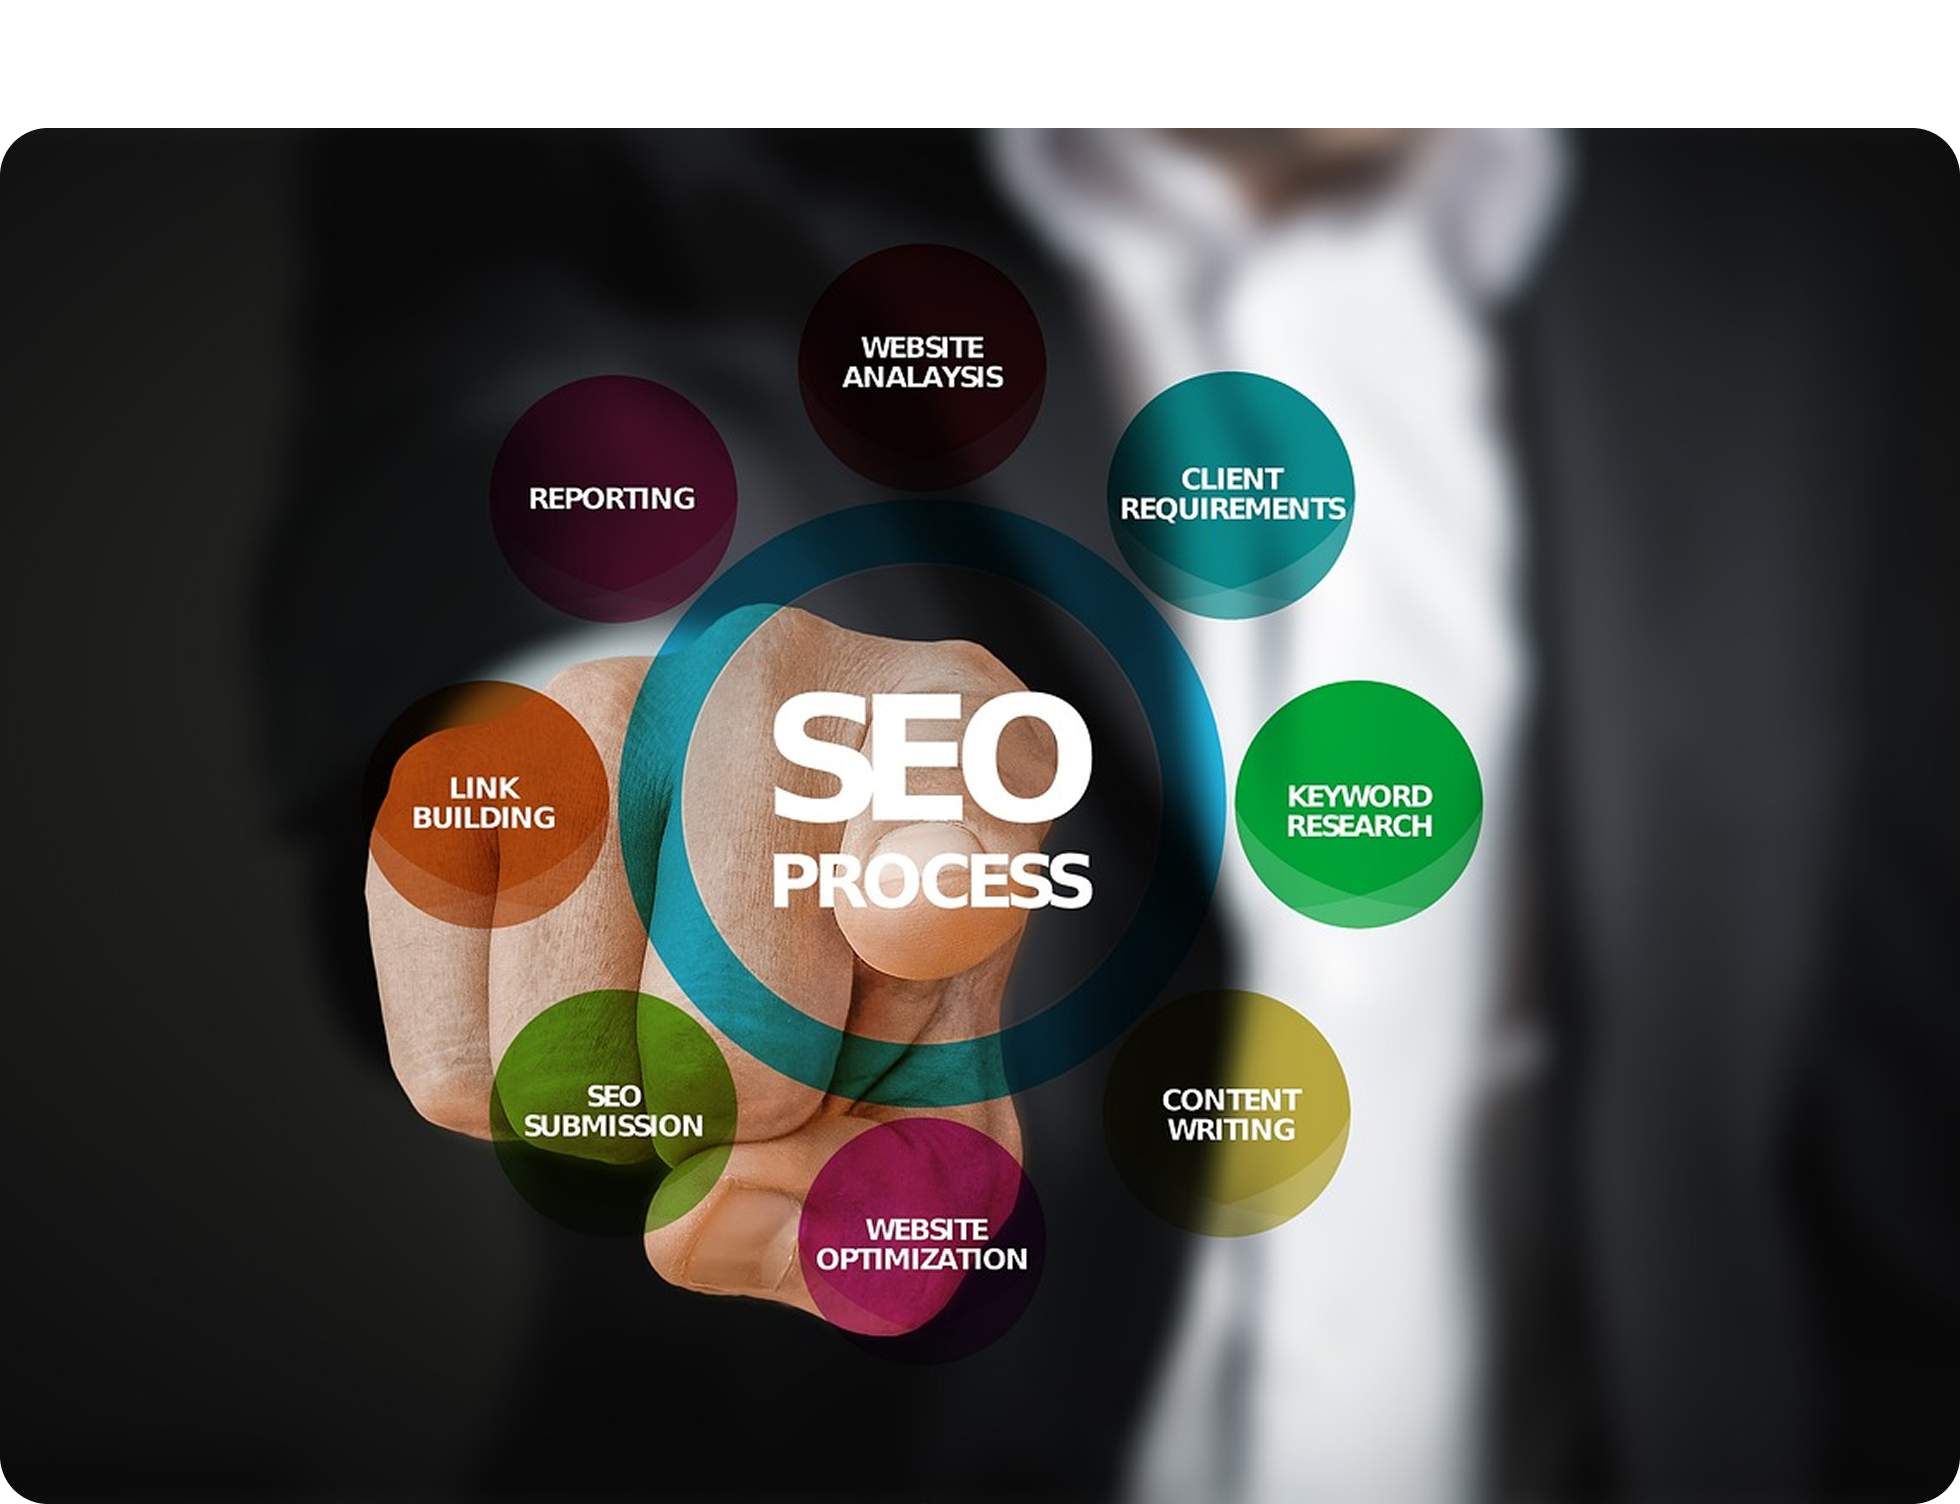 WEBSITE
ANALAYSIS
CLIENT
REQUIREMENTS
KEYWORD
RESEARCH
CONTENT
WRITING
WEBSITE
OPTIMIZATION
SEO
SUBMISSION
LINK
BUILDING
REPORTING
SEO
PROCESS